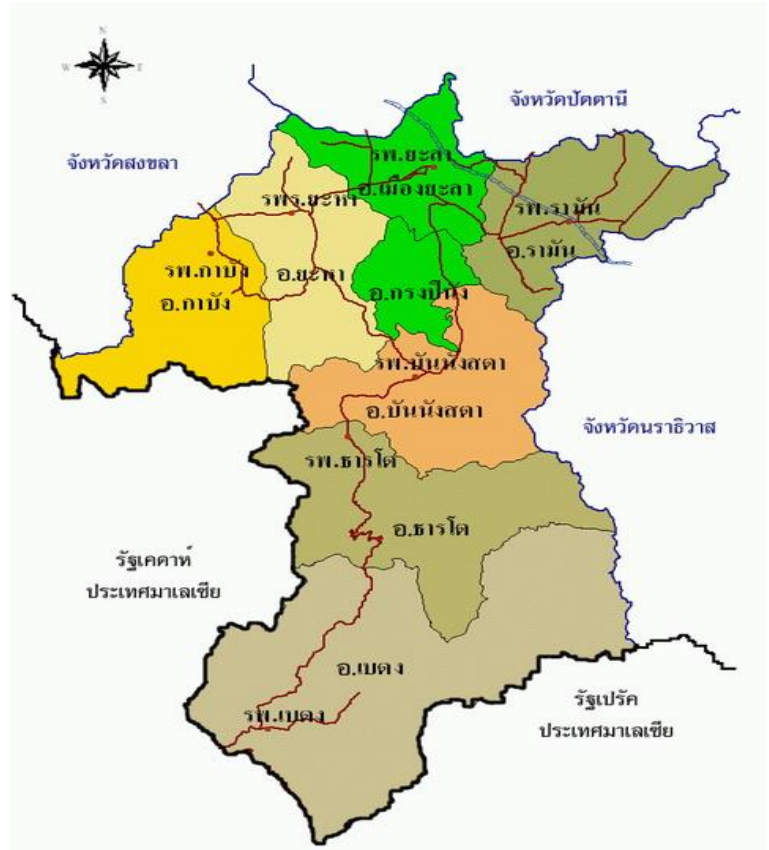 N
W E
S
จังหวัดปัตตานี
จังหวัดสงขลา
รพ.ยะลา
อ.เมืองยะลา
รพร.ยะหา
รพ.รามัน
อ.รามัน
รพ.กาบัง
อ.ยะหา
อ.กาบัง
อ.กรงปินัง
รพ.บันนังสตา
อ.บันนังสตา
จังหวัดนราธิวาส
รพ.ธารโต
อ.ธารโต
รัฐเคดาห์
ประเทศมาเลเซีย
อ.เบตง
รพ.เบตง
รัฐเปรัค
ประเทศมาเลเซีย